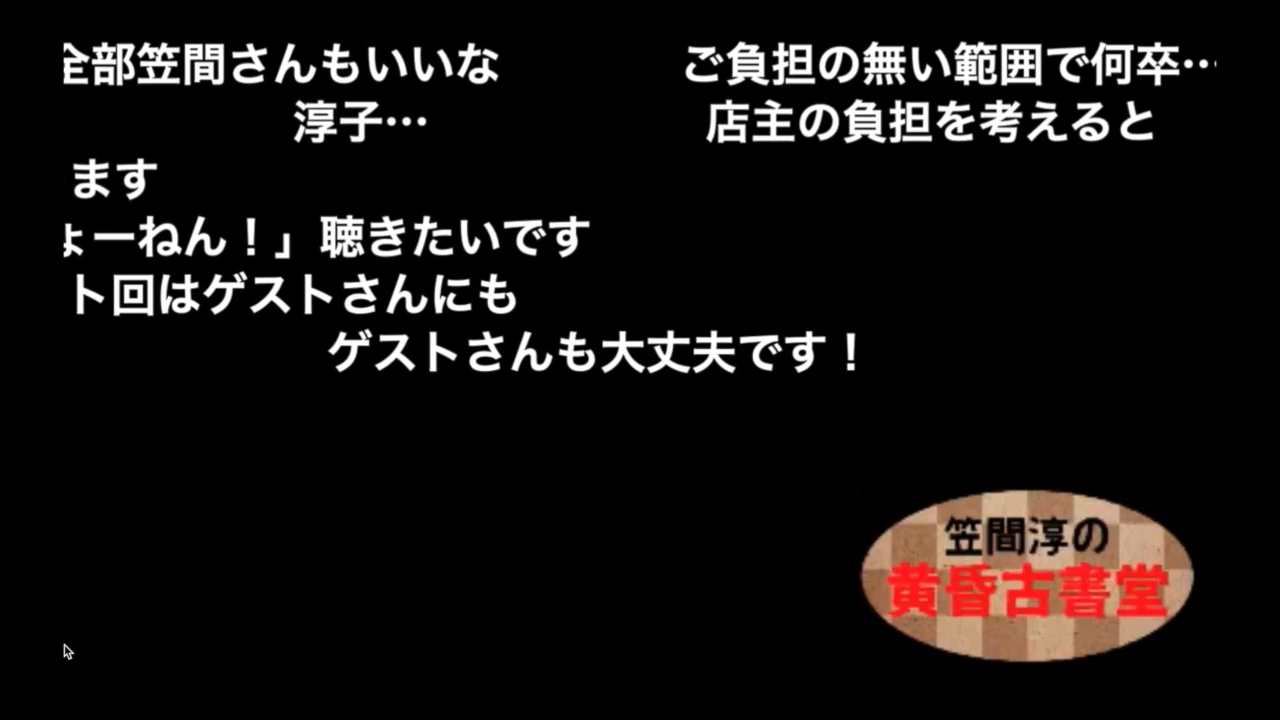 全部笠間さんもいいな ご負担の無い範囲で何卒…
淳子… 店主の負担を考えると
ます
ょーねん！」聴きたいです
ト回はゲストさんにも
ゲストさんも大丈夫です！
笠間淳の
黄昏古書堂